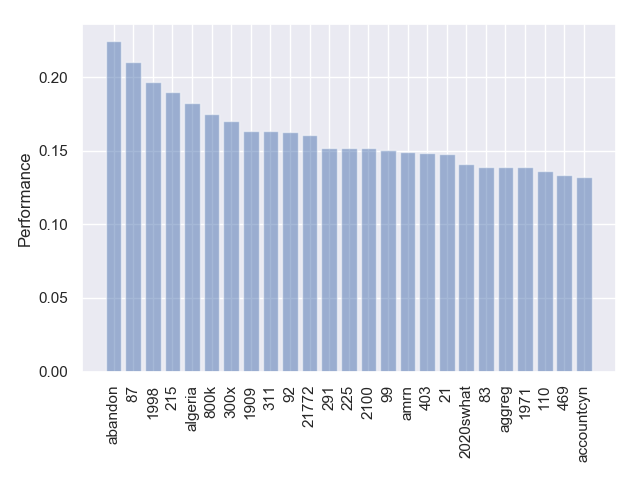 0.20
0.15
0.10
0.05
0.00
Performance
abandon
87
1998
215
algeria
800k
300x
1909
311
92
21772
291
225
2100
99
amrn
403
21
2020swhat
83
aggreg
1971
110
469
accountcyn